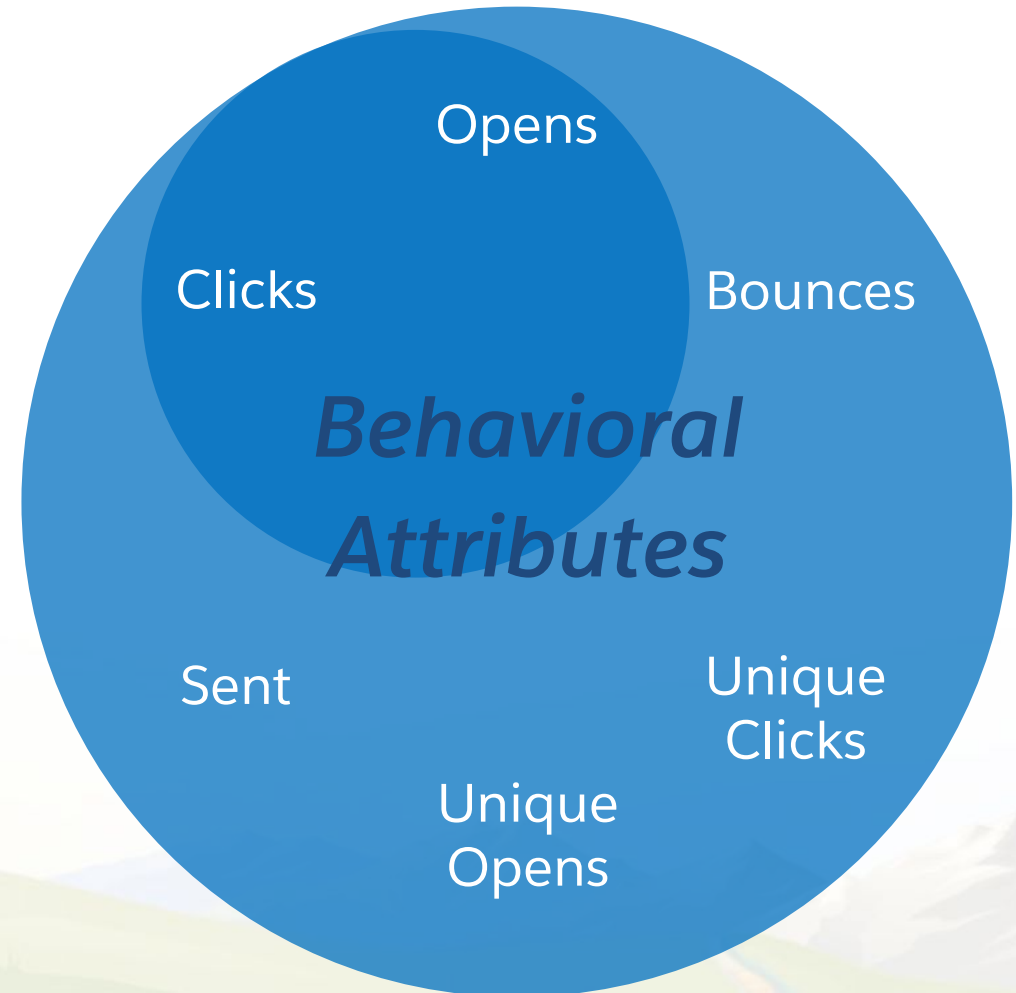 Opens
Clicks
Bounces
Behavioral
Attributes
Sent
Unique
Clicks
Unique
Opens